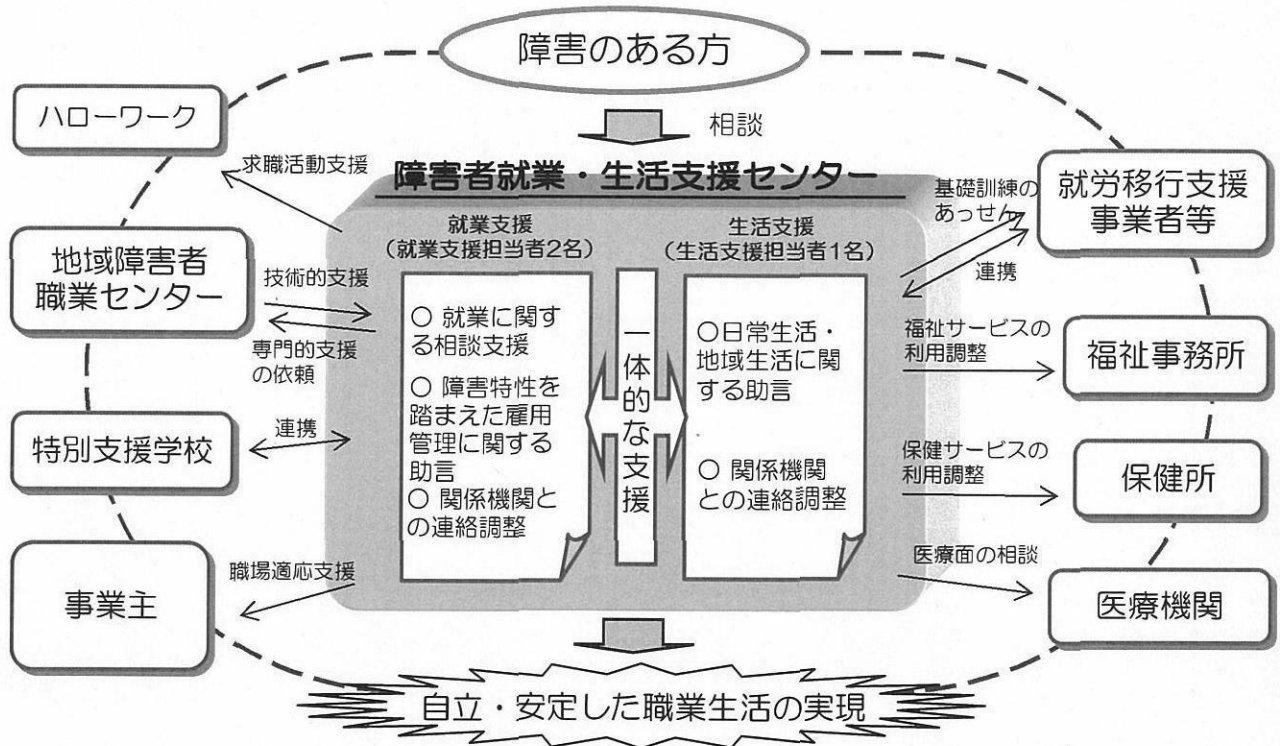 障害のある方
相談
障害者就業・生活支援センター
ハローワーク
求職活動支援
地域障害者
職業センター
技術的支援
専門的支援
の依頼
特別支援学校
連携
事業主
職場適応支援
就業支援
(就業支援担当者2名)
○ 就業に関す
る相談支援
○ 障害特性を
踏まえた雇用
管理に関する
助言
○ 関係機関と
の連絡調整
一体的な支援
生活支援
(生活支援担当者1名)
○日常生活・
地域生活に関
する助言
○ 関係機関
との連絡調整
基礎訓練の
あっせん
連携
就労移行支援
事業者等
福祉サービスの
利用調整
福祉事務所
保健サービスの
利用調整
保健所
医療面の相談
医療機関
自立・安定した職業生活の実現